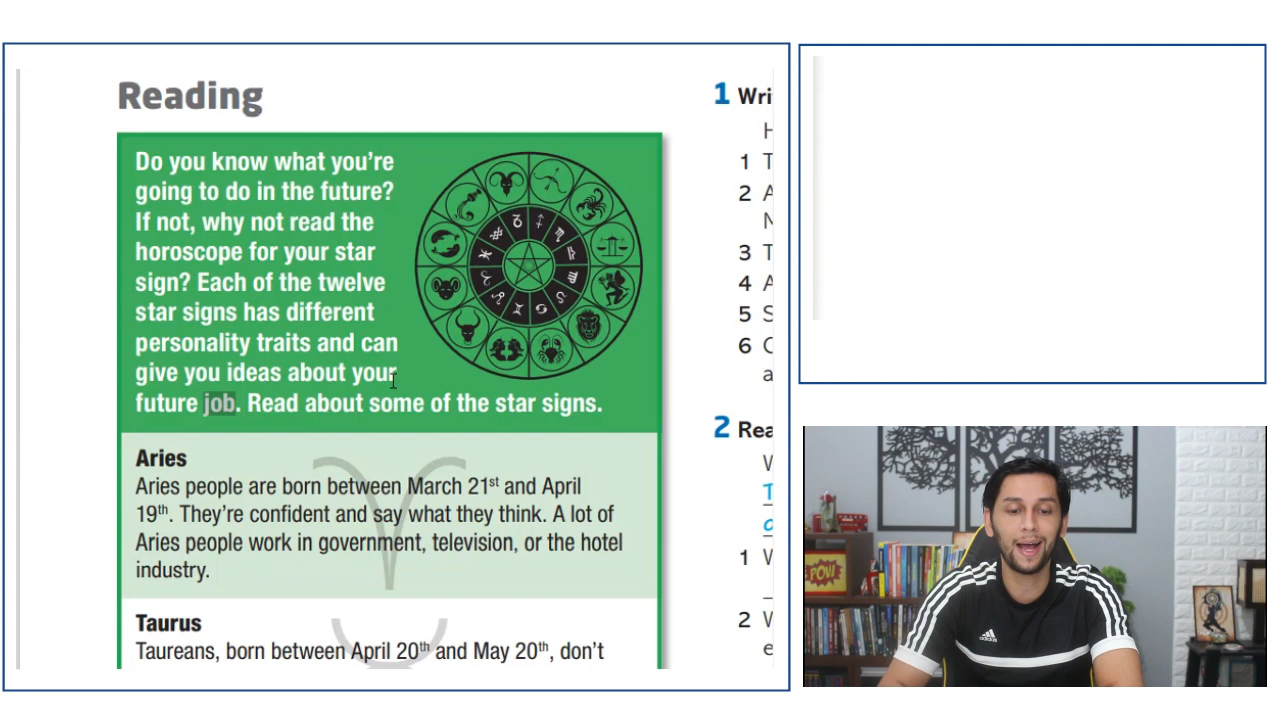 Reading
Do you know what you're
going to do in the future?
If not, why not read the
horoscope for your star
sign? Each of the twelve
star signs has different
personality traits and can
give you ideas about your
future job. Read about some of the star signs.
Aries
Aries people are born between March 21st and April
19th. They're confident and say what they think. A lot of
Aries people work in government, television, or the hotel
industry.
Taurus
Taureans, born between April 20th and May 20th, don't
1 Wri
H
1 T
2 A
N
3 T
4 A
5 S
6 C
a
2 Rea
W
T
o
1 W
2 W
e
POW!
adidas